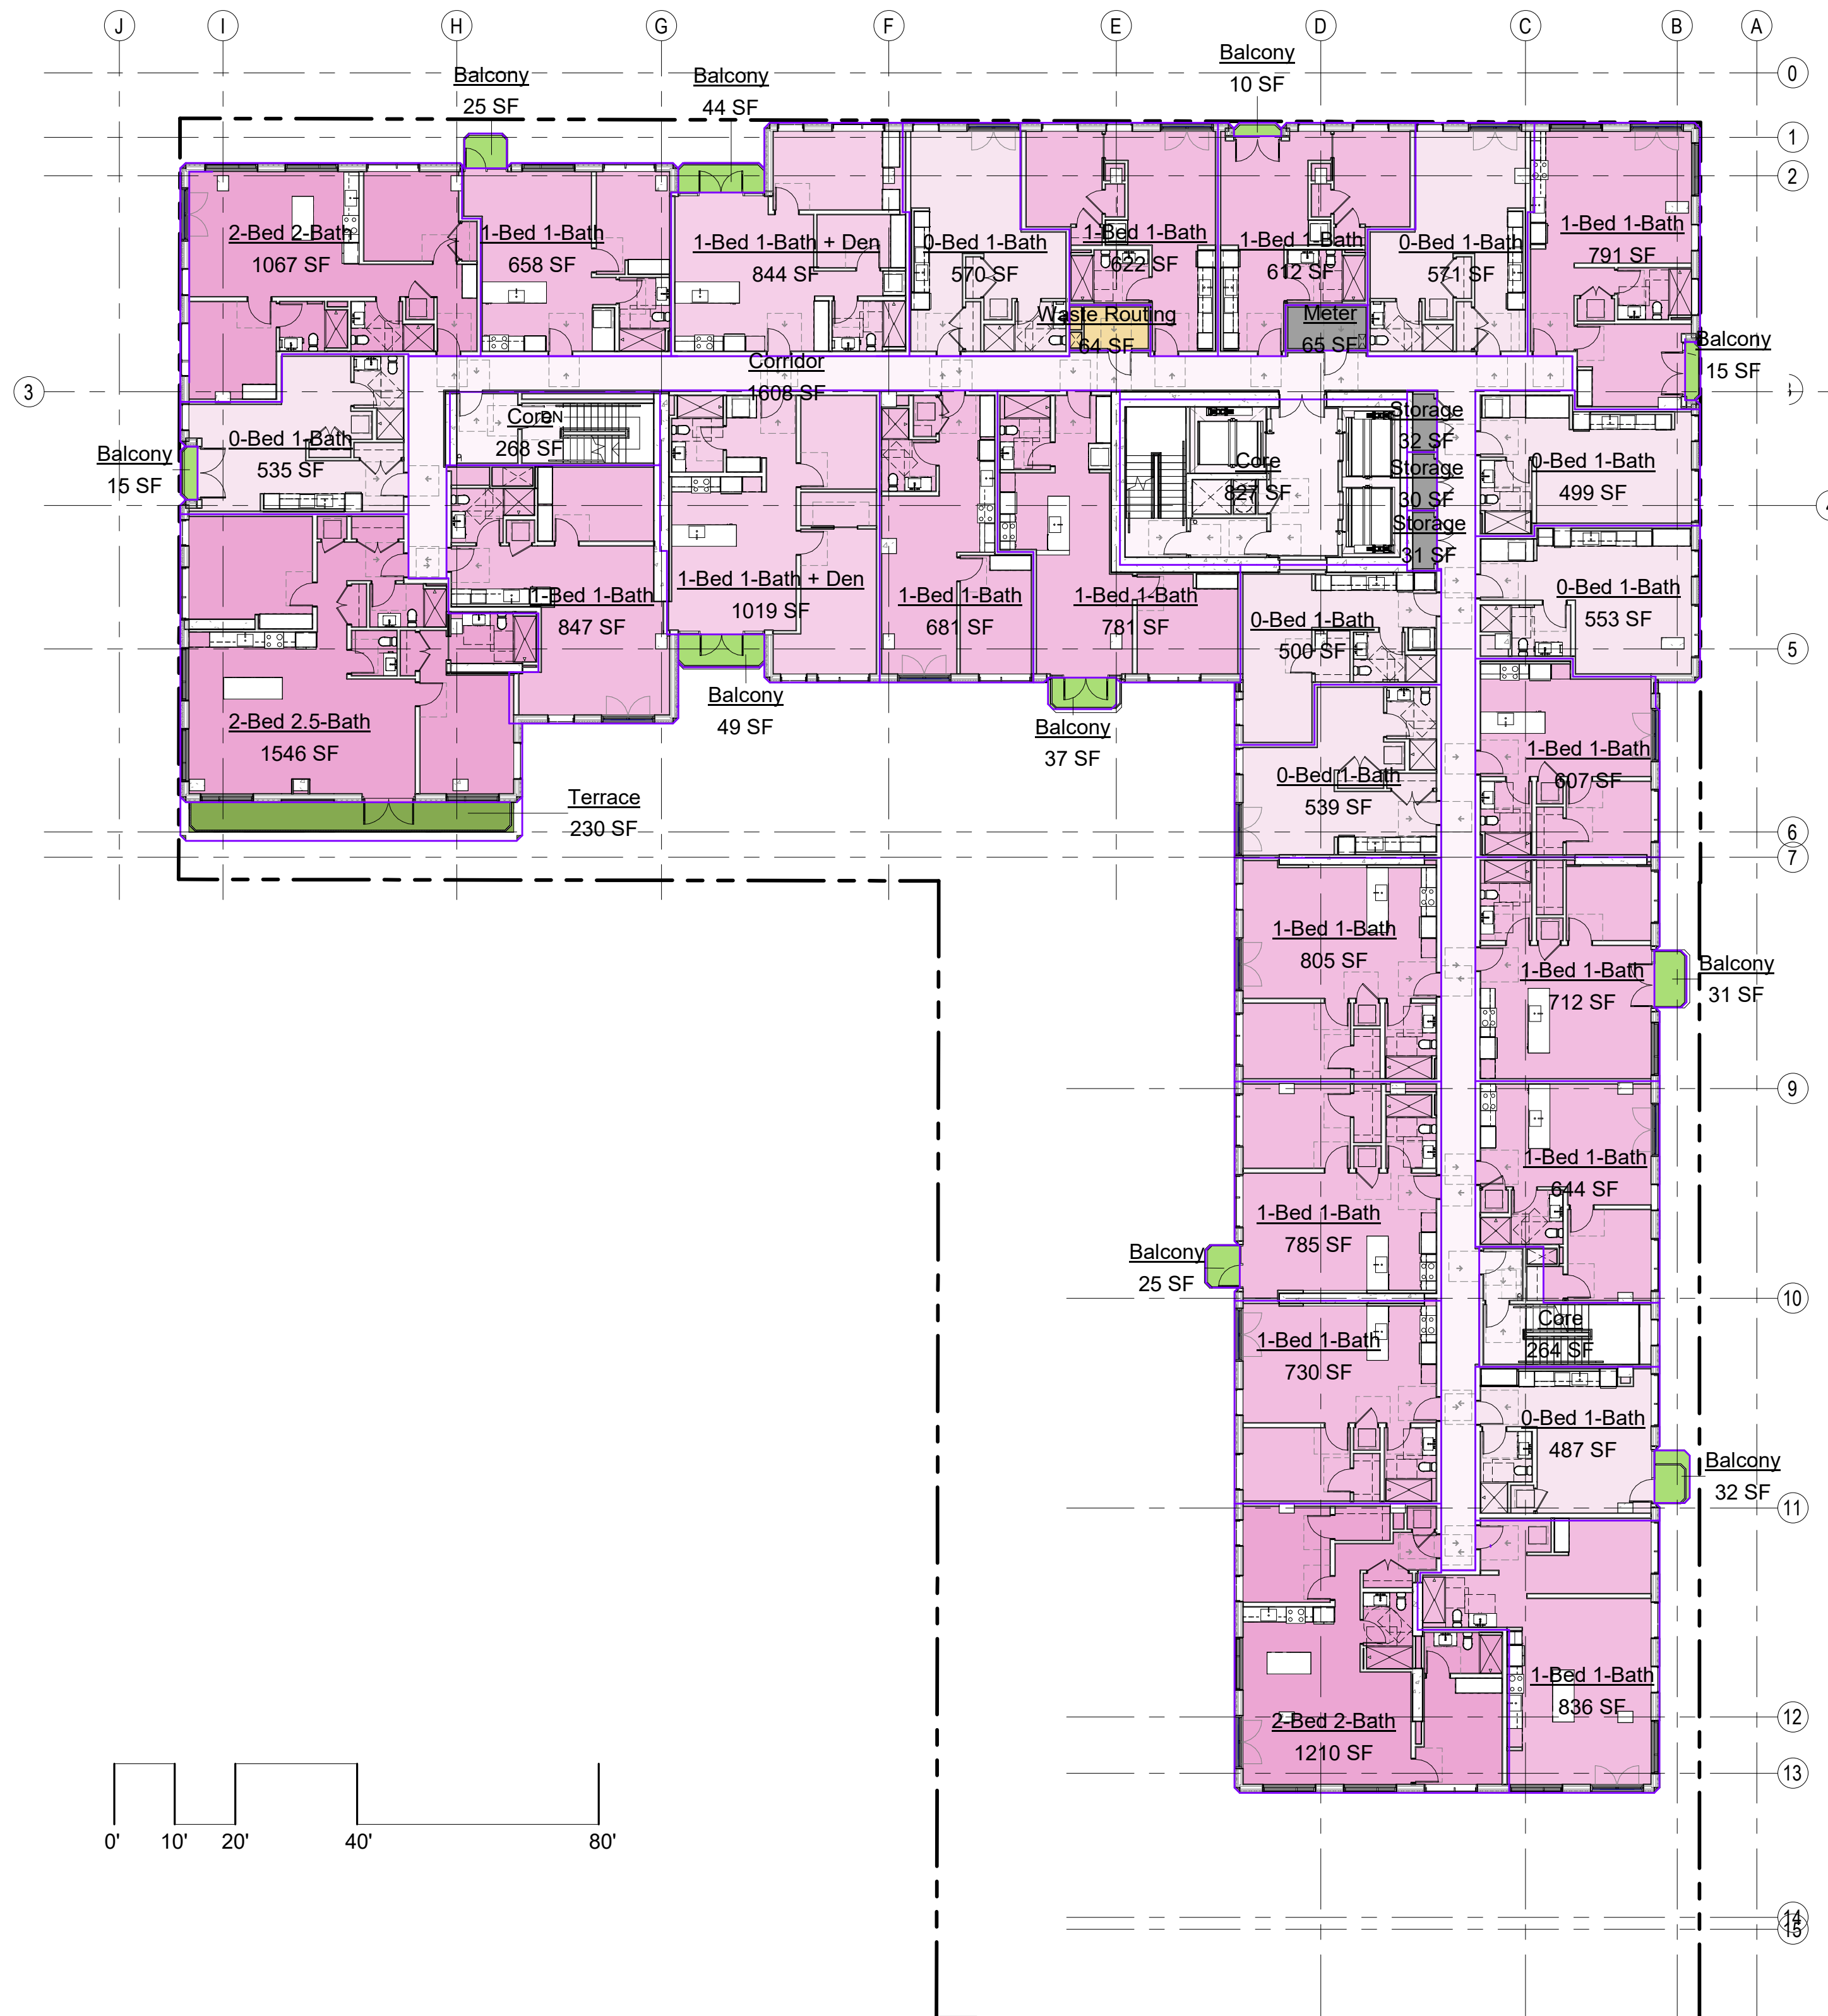 J
I
H
G
F
E
D
C
B
A
0
1
2
3
5
6
7
9
10
11
12
13
14
15
Balcony
25 SF
Balcony
44 SF
Balcony
10 SF
2-Bed 2-Bath
1067 SF
1-Bed 1-Bath
658 SF
1-Bed 1-Bath + Den
844 SF
0-Bed 1-Bath
570 SF
1-Bed 1-Bath
622 SF
1-Bed 1-Bath
612 SF
0-Bed 1-Bath
571 SF
1-Bed 1-Bath
791 SF
Waste Routing
64 SF
Meter
65 SF
Balcony
15 SF
Corridor
1608 SF
Core
DN
268 SF
0-Bed 1-Bath
535 SF
Balcony
15 SF
Core
827 SF
Storage
32 SF
Storage
30 SF
Storage
31 SF
0-Bed 1-Bath
499 SF
0-Bed 1-Bath
553 SF
1-Bed 1-Bath
847 SF
1-Bed 1-Bath + Den
1019 SF
1-Bed 1-Bath
681 SF
1-Bed 1-Bath
781 SF
0-Bed 1-Bath
500 SF
2-Bed 2.5-Bath
1546 SF
Balcony
49 SF
Balcony
37 SF
0-Bed 1-Bath
539 SF
1-Bed 1-Bath
607 SF
Terrace
230 SF
1-Bed 1-Bath
805 SF
1-Bed 1-Bath
712 SF
Balcony
31 SF
1-Bed 1-Bath
644 SF
1-Bed 1-Bath
785 SF
Balcony
25 SF
Core
264 SF
1-Bed 1-Bath
730 SF
0-Bed 1-Bath
487 SF
Balcony
32 SF
1-Bed 1-Bath
836 SF
2-Bed 2-Bath
1210 SF
0'
10'
20'
40'
80'